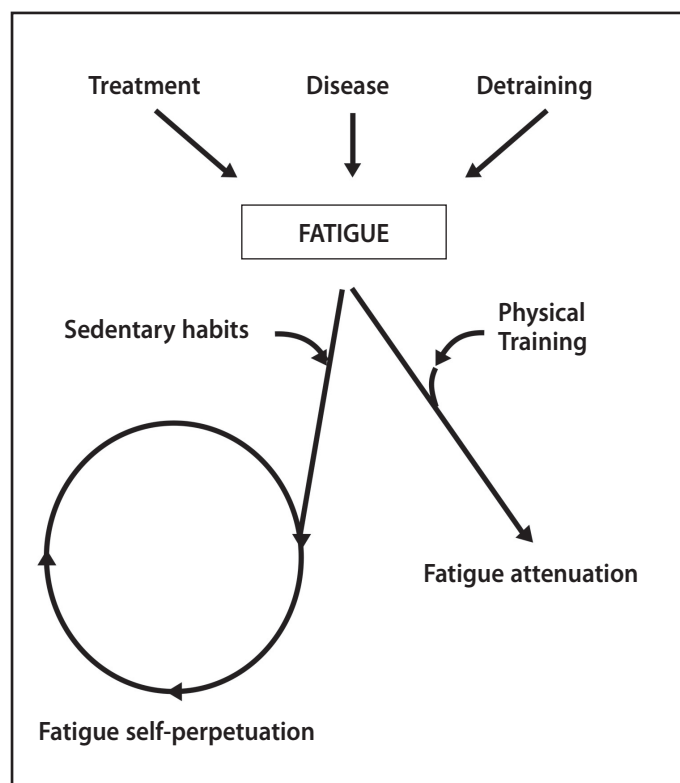 Treatment
Disease
Detraining
FATIGUE
Sedentary habits
Physical
Training
Fatigue attenuation
Fatigue self-perpetuation